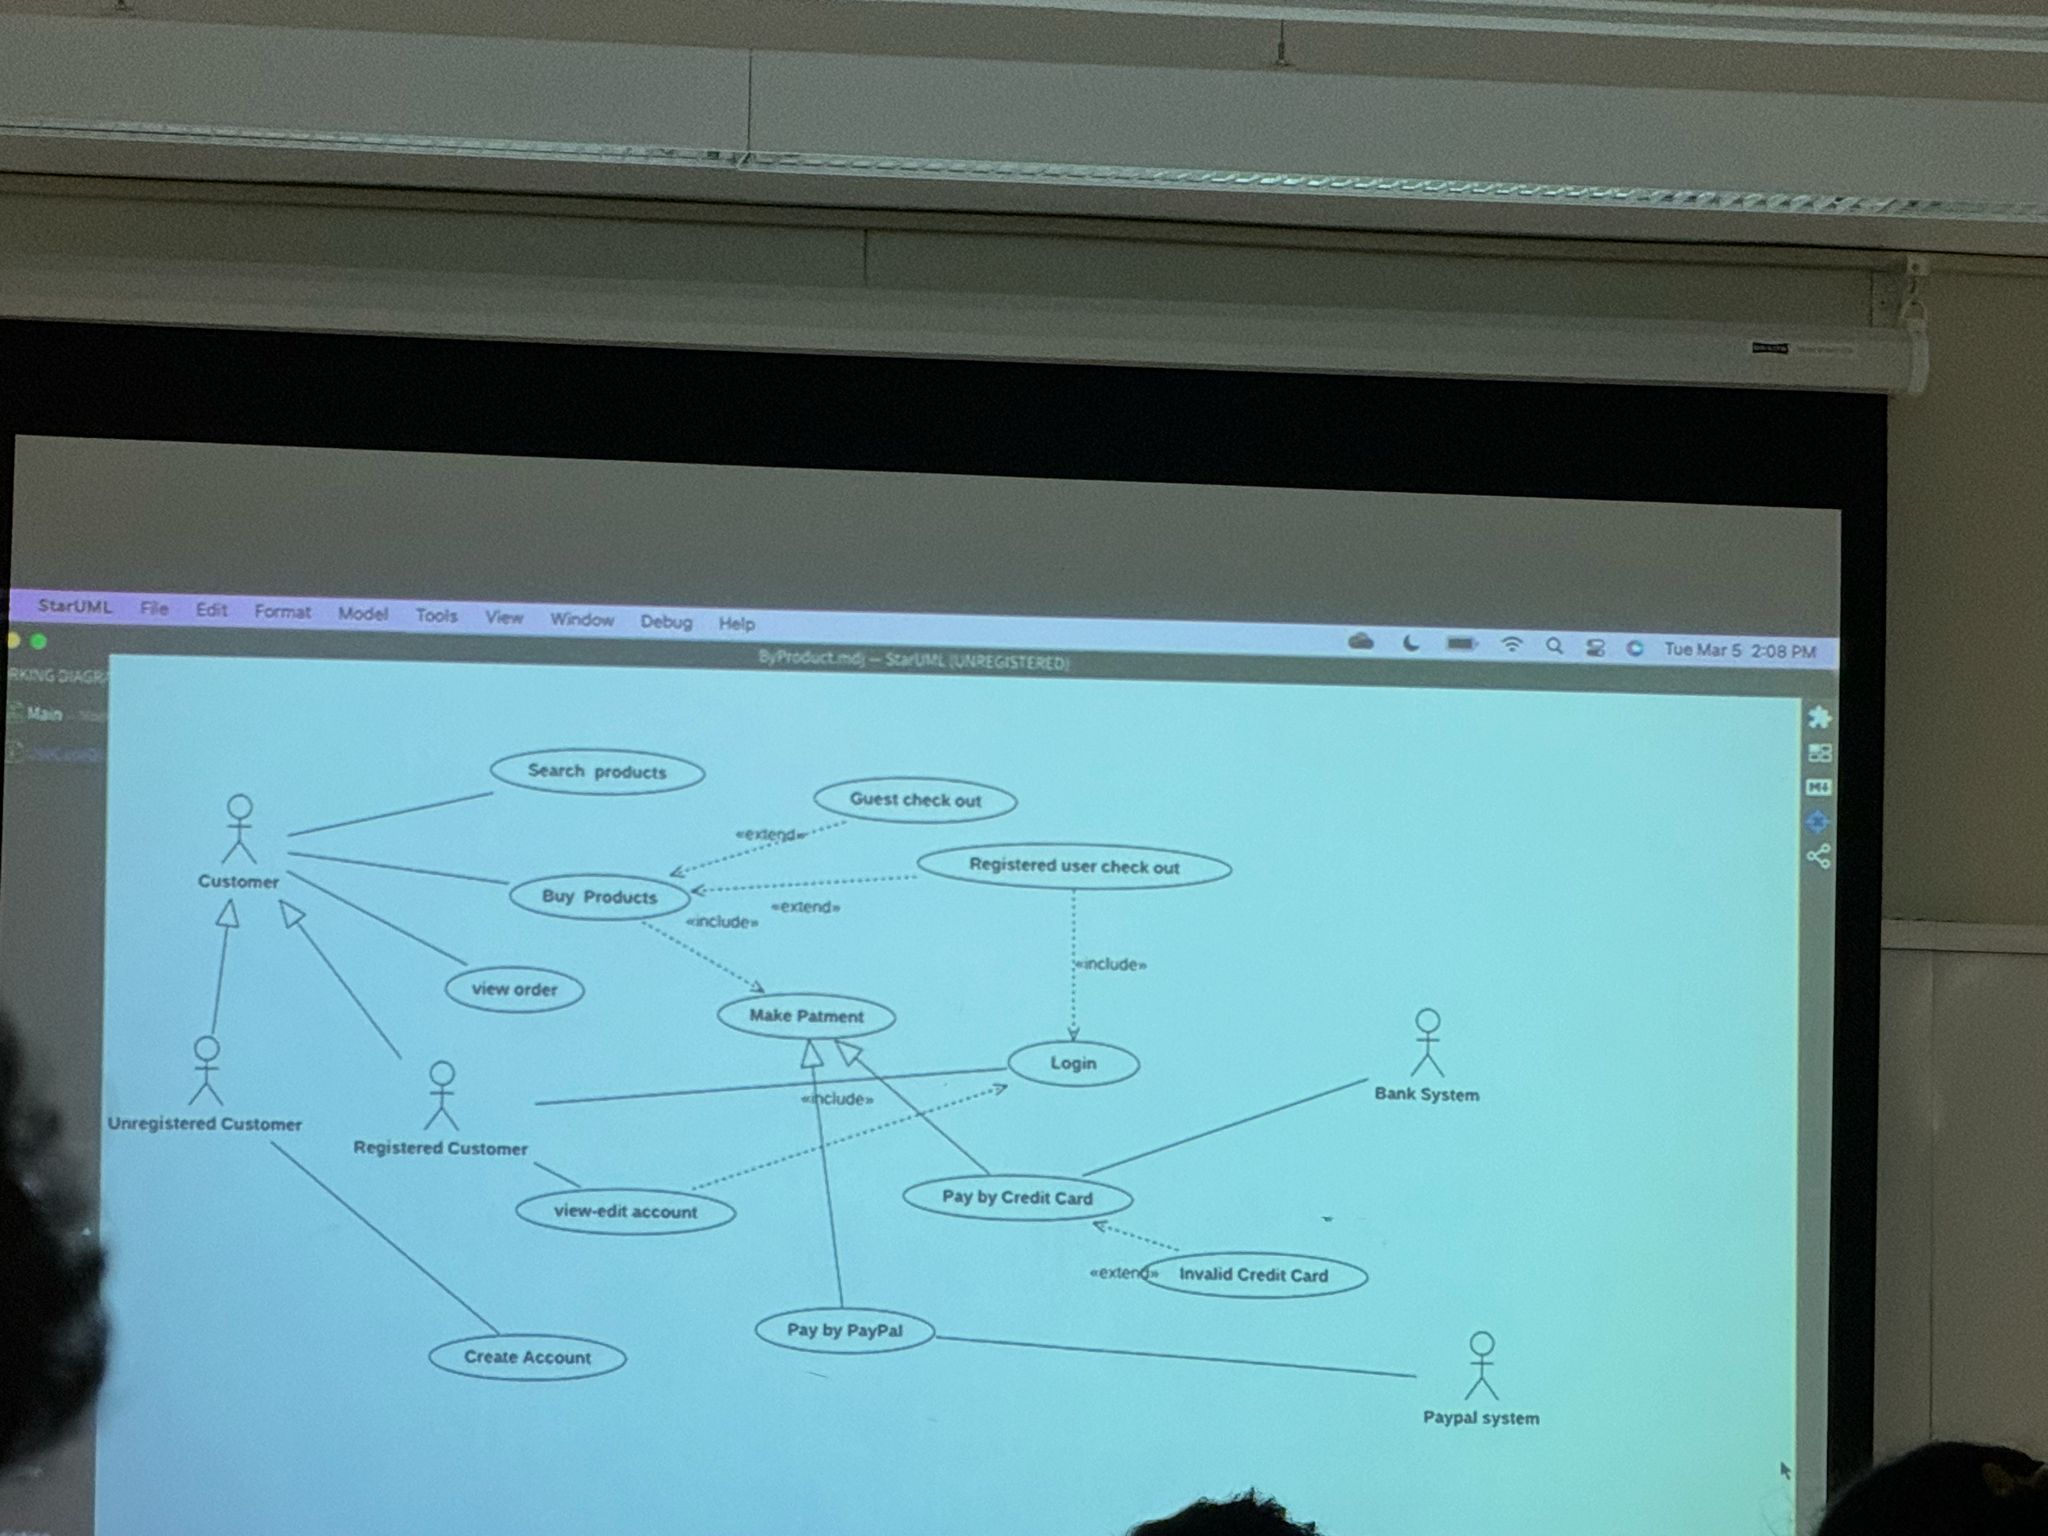 StarUML File Edit Format Model Tools View Window Debug Help
Tue Mar 5 2:08 PM
ByProduct.mdj — StarUML (UNREGISTERED)
RKING DIAGRA
Main
Search products
Guest check out
«extend»
Registered user check out
Customer
Buy Products
«extend»
«include»
«include»
view order
Make Patment
Login
Bank System
«include»
Unregistered Customer
Registered Customer
Pay by Credit Card
view-edit account
«extend»
Invalid Credit Card
Pay by PayPal
Create Account
Paypal system